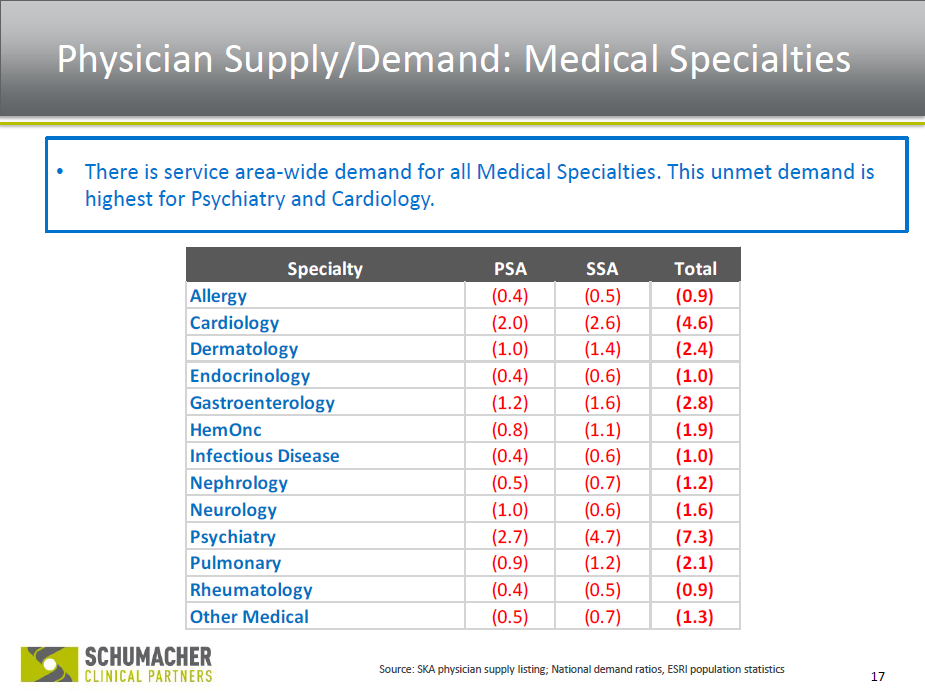 Physician Supply/Demand: Medical Specialties
• There is service area-wide demand for all Medical Specialties. This unmet demand is
highest for Psychiatry and Cardiology.
Specialty PSA SSA Total
Allergy (0.4) (0.5) (0.9)
Cardiology (2.0) (2.6) (4.6)
Dermatology (1.0) (1.4) (2.4)
Endocrinology (0.4) (0.6) (1.0)
Gastroenterology (1.2) (1.6) (2.8)
HemOnc (0.8) (1.1) (1.9)
Infectious Disease (0.4) (0.6) (1.0)
Nephrology (0.5) (0.7) (1.2)
Neurology (1.0) (0.6) (1.6)
Psychiatry (2.7) (4.7) (7.3)
Pulmonary (0.9) (1.2) (2.1)
Rheumatology (0.4) (0.5) (0.9)
Other Medical (0.5) (0.7) (1.3)
SCHUMACHER
CLINICAL PARTNERS
Source: SKA physician supply listing; National demand ratios, ESRI population statistics
17